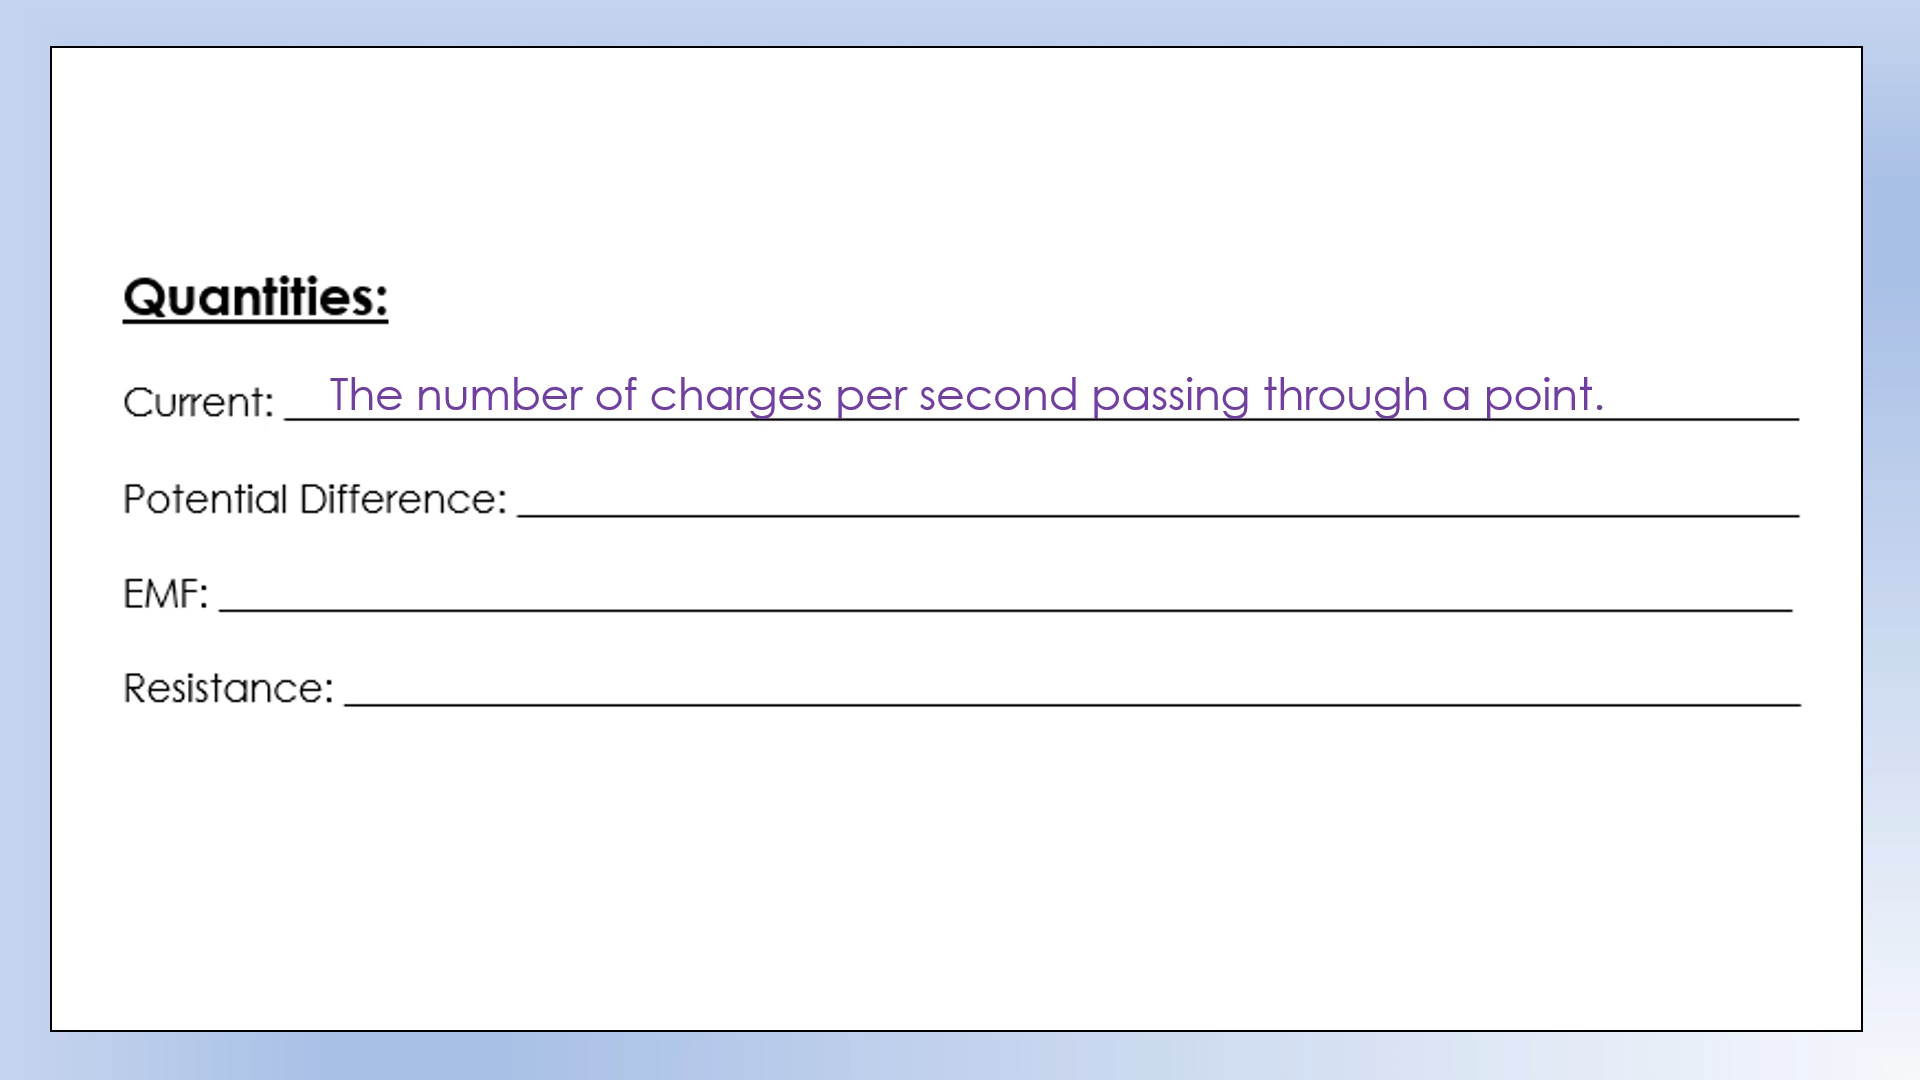 Quantities:
Current: The number of charges per second passing through a point.
Potential Difference:
EMF:
Resistance: